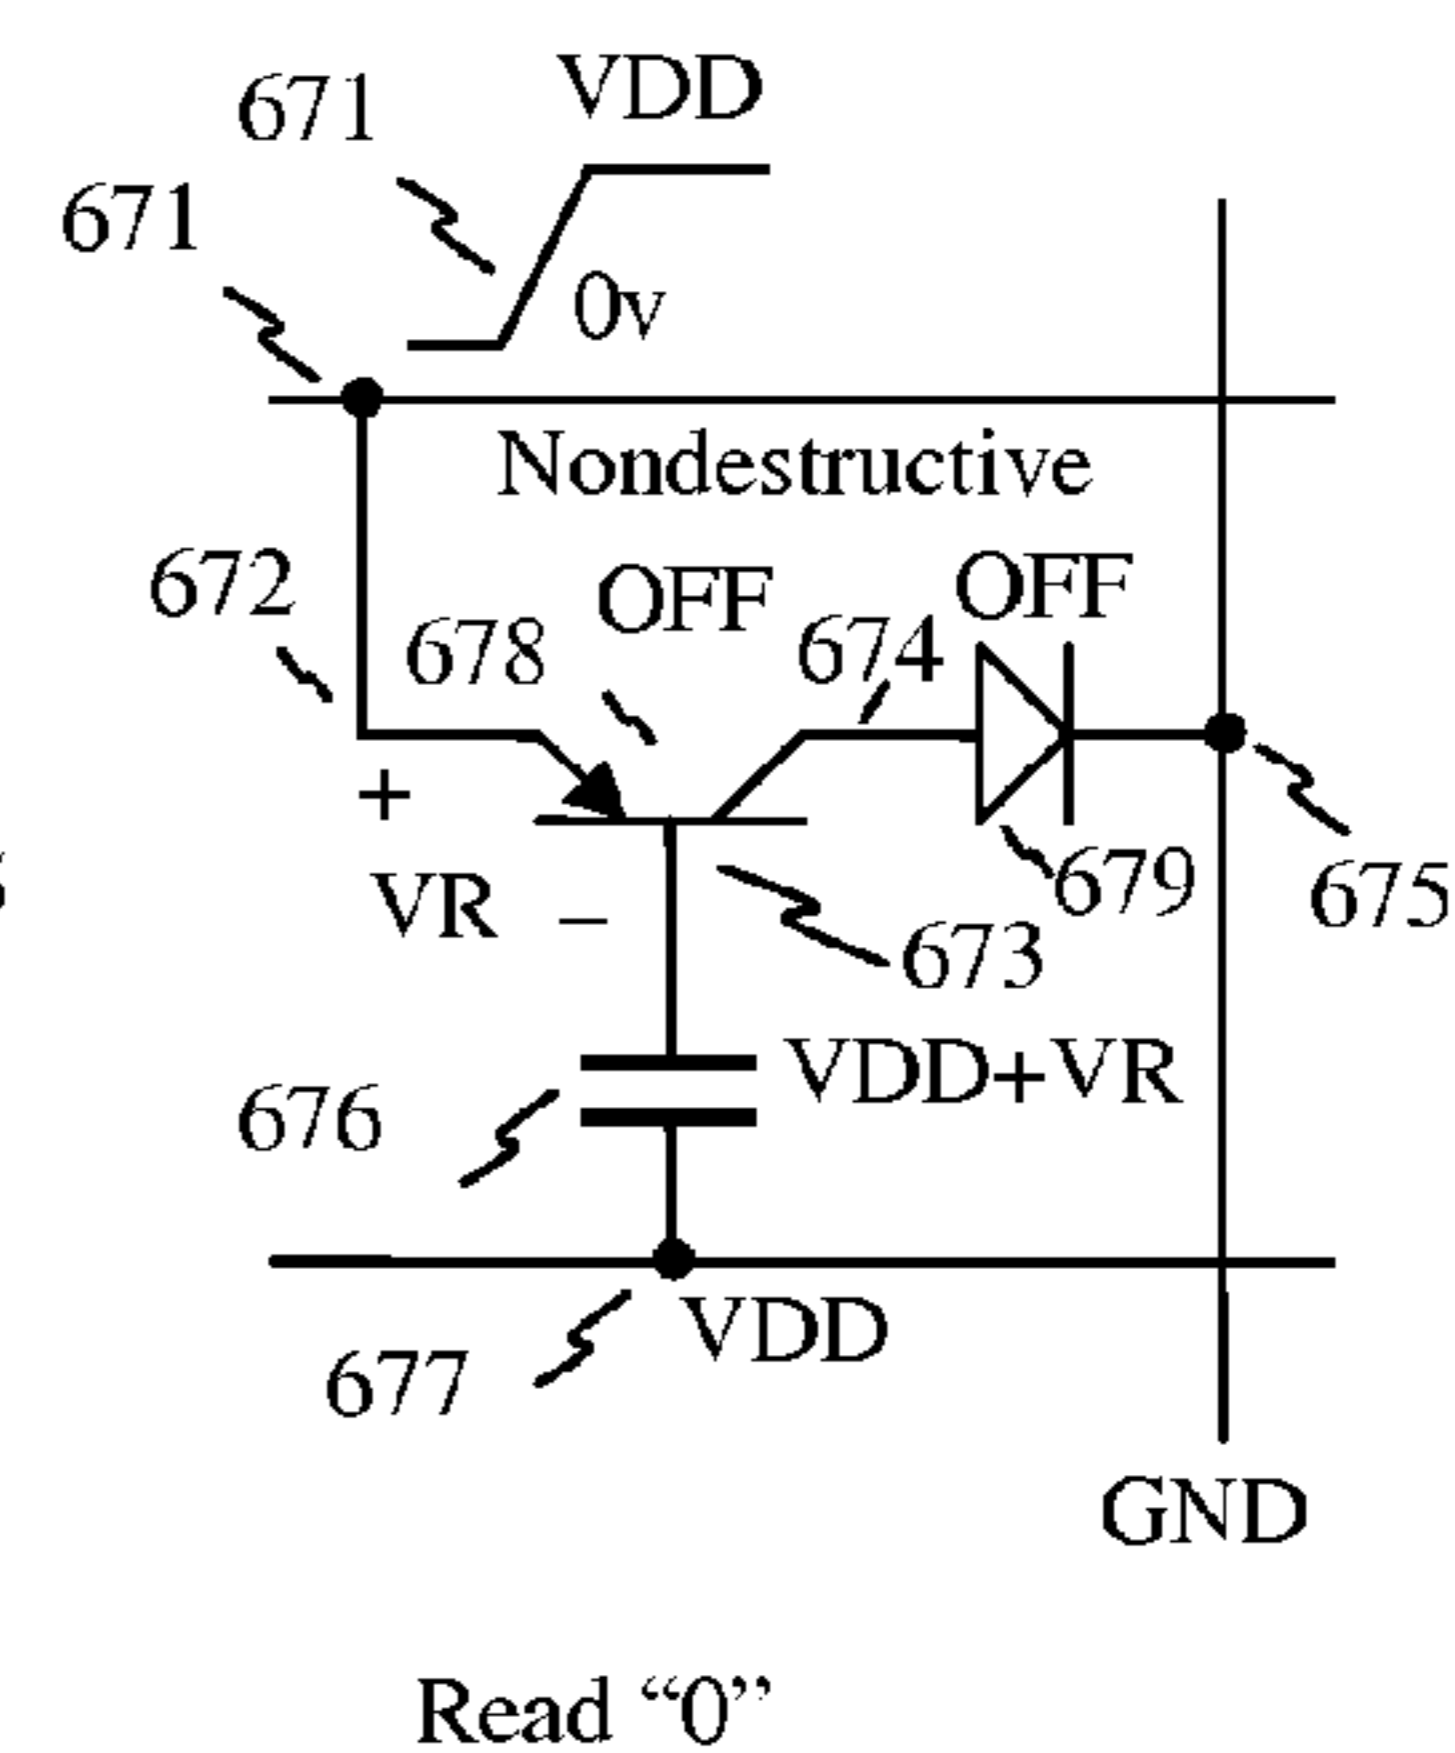 VDD
671
671
0v
Nondestructive
672
OFF
OFF
678
674
+
VR
–
679
675
673
VDD+VR
676
VDD
677
GND
Read “0”